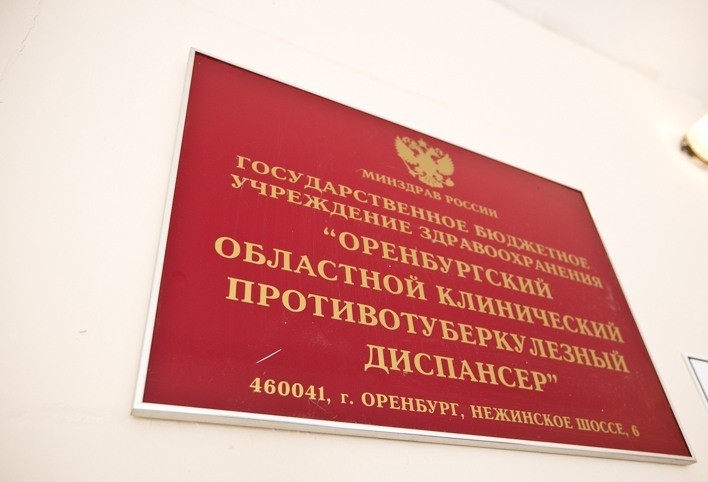 МИНЗДРАВ РОССИИ
ГОСУДАРСТВЕННОЕ БЮДЖЕТНОЕ
УЧРЕЖДЕНИЕ ЗДРАВООХРАНЕНИЯ
“ОРЕНБУРГСКИЙ
ОБЛАСТНОЙ КЛИНИЧЕСКИЙ
ПРОТИВОТУБЕРКУЛЕЗНЫЙ
ДИСПАНСЕР”
460041, г. ОРЕНБУРГ, НЕЖИНСКОЕ ШОССЕ, 6